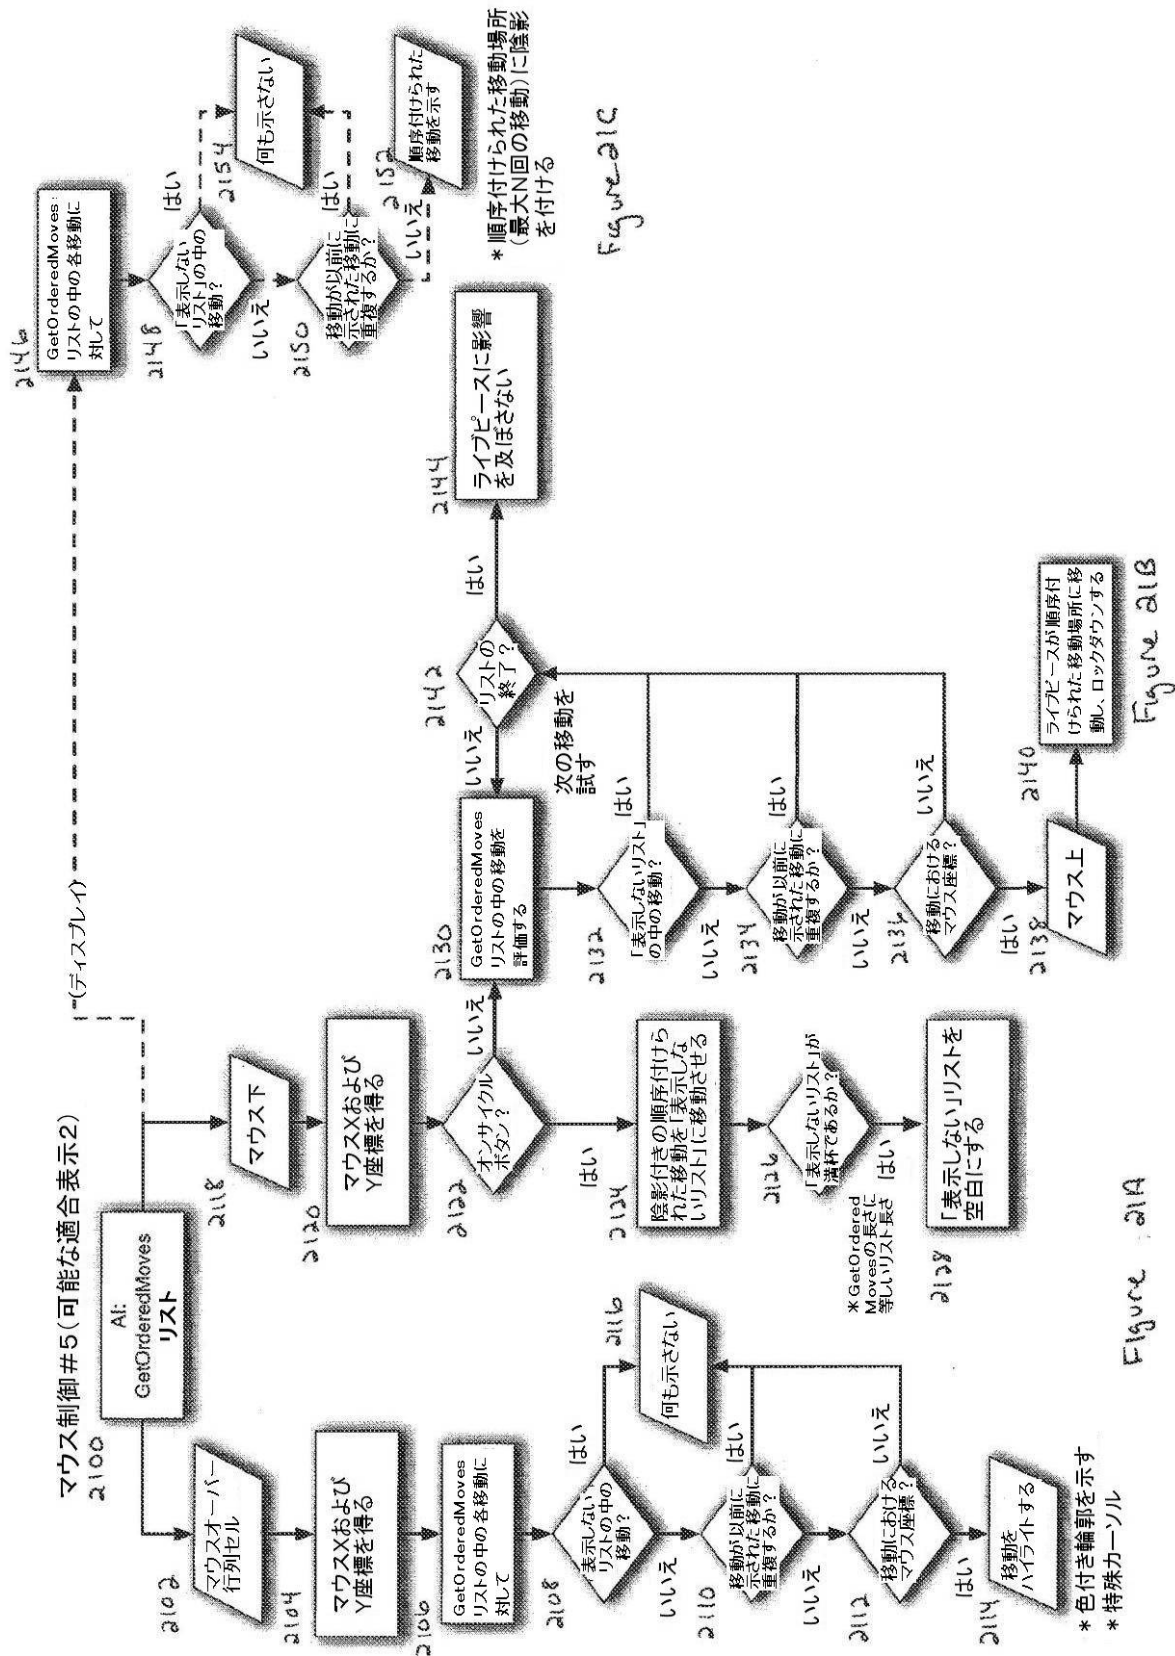 マウス制御#5(可能な適合表示2)
2100
AI:
GetOrderedMoves
リスト
2102
マウスオーバー
行列セル
2104
マウスXおよび
Y座標を得る
2106
GetOrderedMoves
リストの中の各移動に
対して
2108
「表示しない
リストの中の
移動?
はい
いいえ
2110
移動が以前に
示された移動に
重複するか?
はい
いいえ
2112
移動における
マウス座標?
いいえ
はい
2114
移動を
ハイライトする
*色付き輪郭を示す
*特殊カーソル
2116
何も示さない
Figure 21A
2118
マウス下
2120
マウスXおよび
Y座標を得る
2122
オンサイクル
ボタン?
いいえ
はい
2124
陰影付きの順序付けら
れた移動を「表示しな
いリスト」に移動させる
2126
「表示しないリスト」が
満杯であるか?
*GetOrdered
Movesの長さに
等しいリスト長さ
はい
2128
「表示しない」リストを
空白にする
2130
GetOrderedMoves
リストの中の移動を
評価する
2132
「表示しないリスト」
の中の移動?
はい
いいえ
2134
移動が以前に
示された移動に
重複するか?
はい
いいえ
2136
移動における
マウス座標?
いいえ
はい
2138
マウス上
2140
ライブピースが順序付
けられた移動場所に移
動し、ロックダウンする
Figure 21B
次の移動を
試す
2142
リストの
終了?
いいえ
はい
2144
ライブピースに影響
を及ぼさない
(ディスプレイ)
2146
GetOrderedMoves:
リストの中の各移動に
対して
2148
「表示しない
リスト」の中の
移動?
はい
いいえ
2150
移動が以前に
示された移動に
重複するか?
はい
いいえ
2152
順序付けられた
移動を示す
2154
何も示さない
*順序付けられた移動場所
(最大N回の移動)に陰影
を付ける
Figure 21C